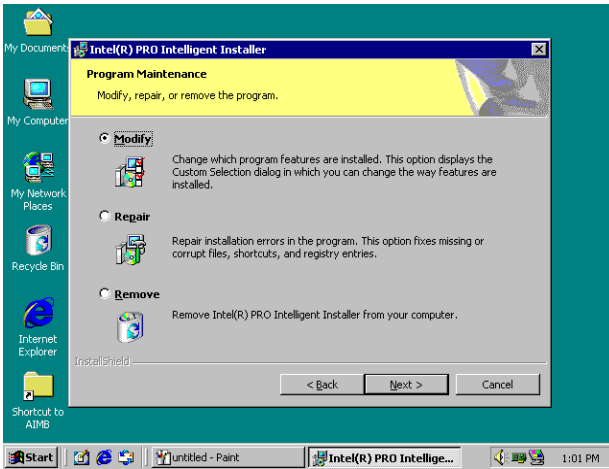 My Documents
Intel(R) PRO Intelligent Installer
Program Maintenance
Modify, repair, or remove the program.
My Computer
Modify
Change which program features are installed. This option displays the
Custom Selection dialog in which you can change the way features are
installed.
My Network
Places
Repair
Repair installation errors in the program. This option fixes missing or
corrupt files, shortcuts, and registry entries.
Recycle Bin
Remove
Remove Intel(R) PRO Intelligent Installer from your computer.
Internet
Explorer
InstallShield
< Back
Next >
Cancel
Shortcut to
AIMB
Start
untitled - Paint
Intel(R) PRO Intellige...
1:01 PM